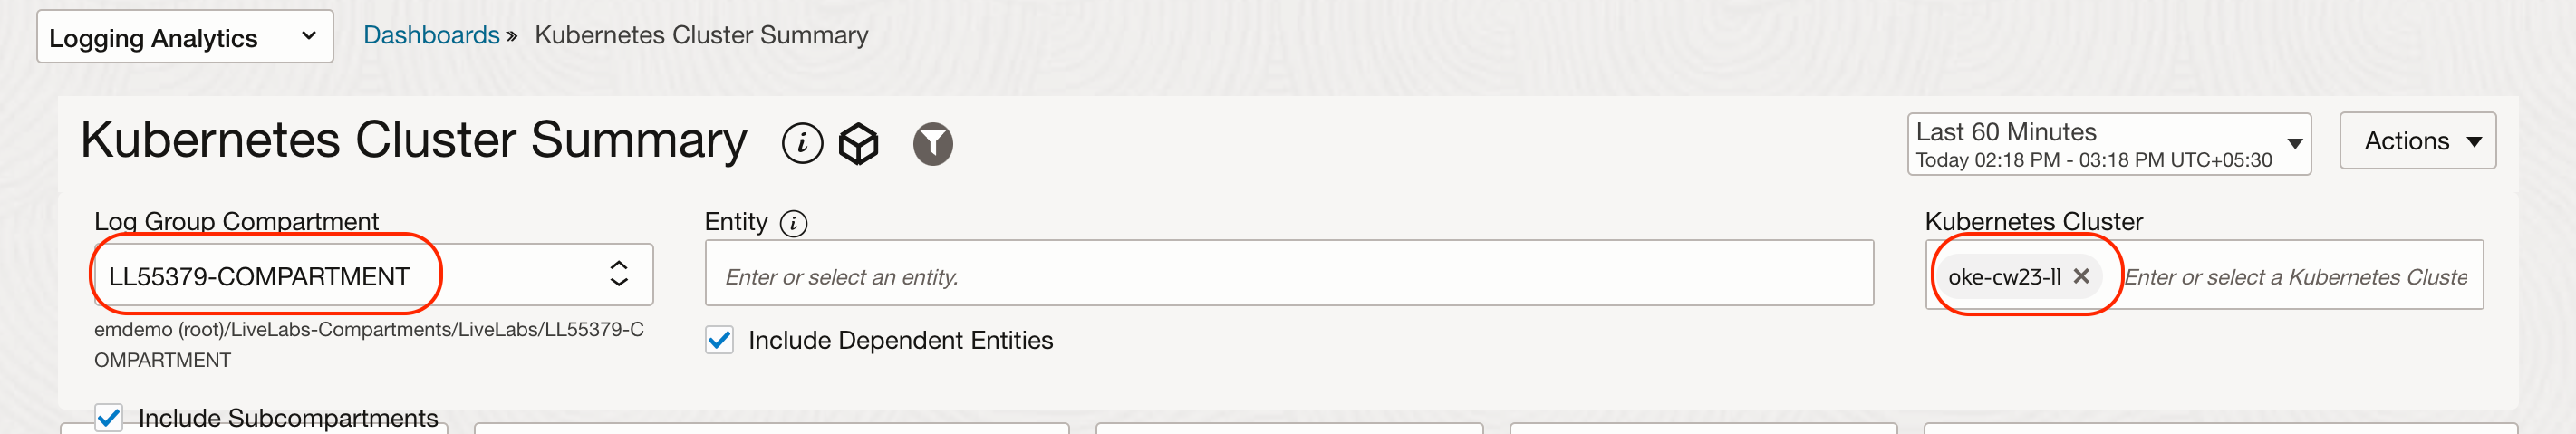 Logging Analytics
Dashboards » Kubernetes Cluster Summary
Kubernetes Cluster Summary
Last 60 Minutes
Today 02:18 PM - 03:18 PM UTC+05:30
Actions
Log Group Compartment
LL55379-COMPARTMENT
emdemo (root)/LiveLabs-Compartments/LiveLabs/LL55379-C
OMPARTMENT
Include Subcompartments
Entity
Enter or select an entity.
Include Dependent Entities
Kubernetes Cluster
oke-cw23-ll × Enter or select a Kubernetes Cluste